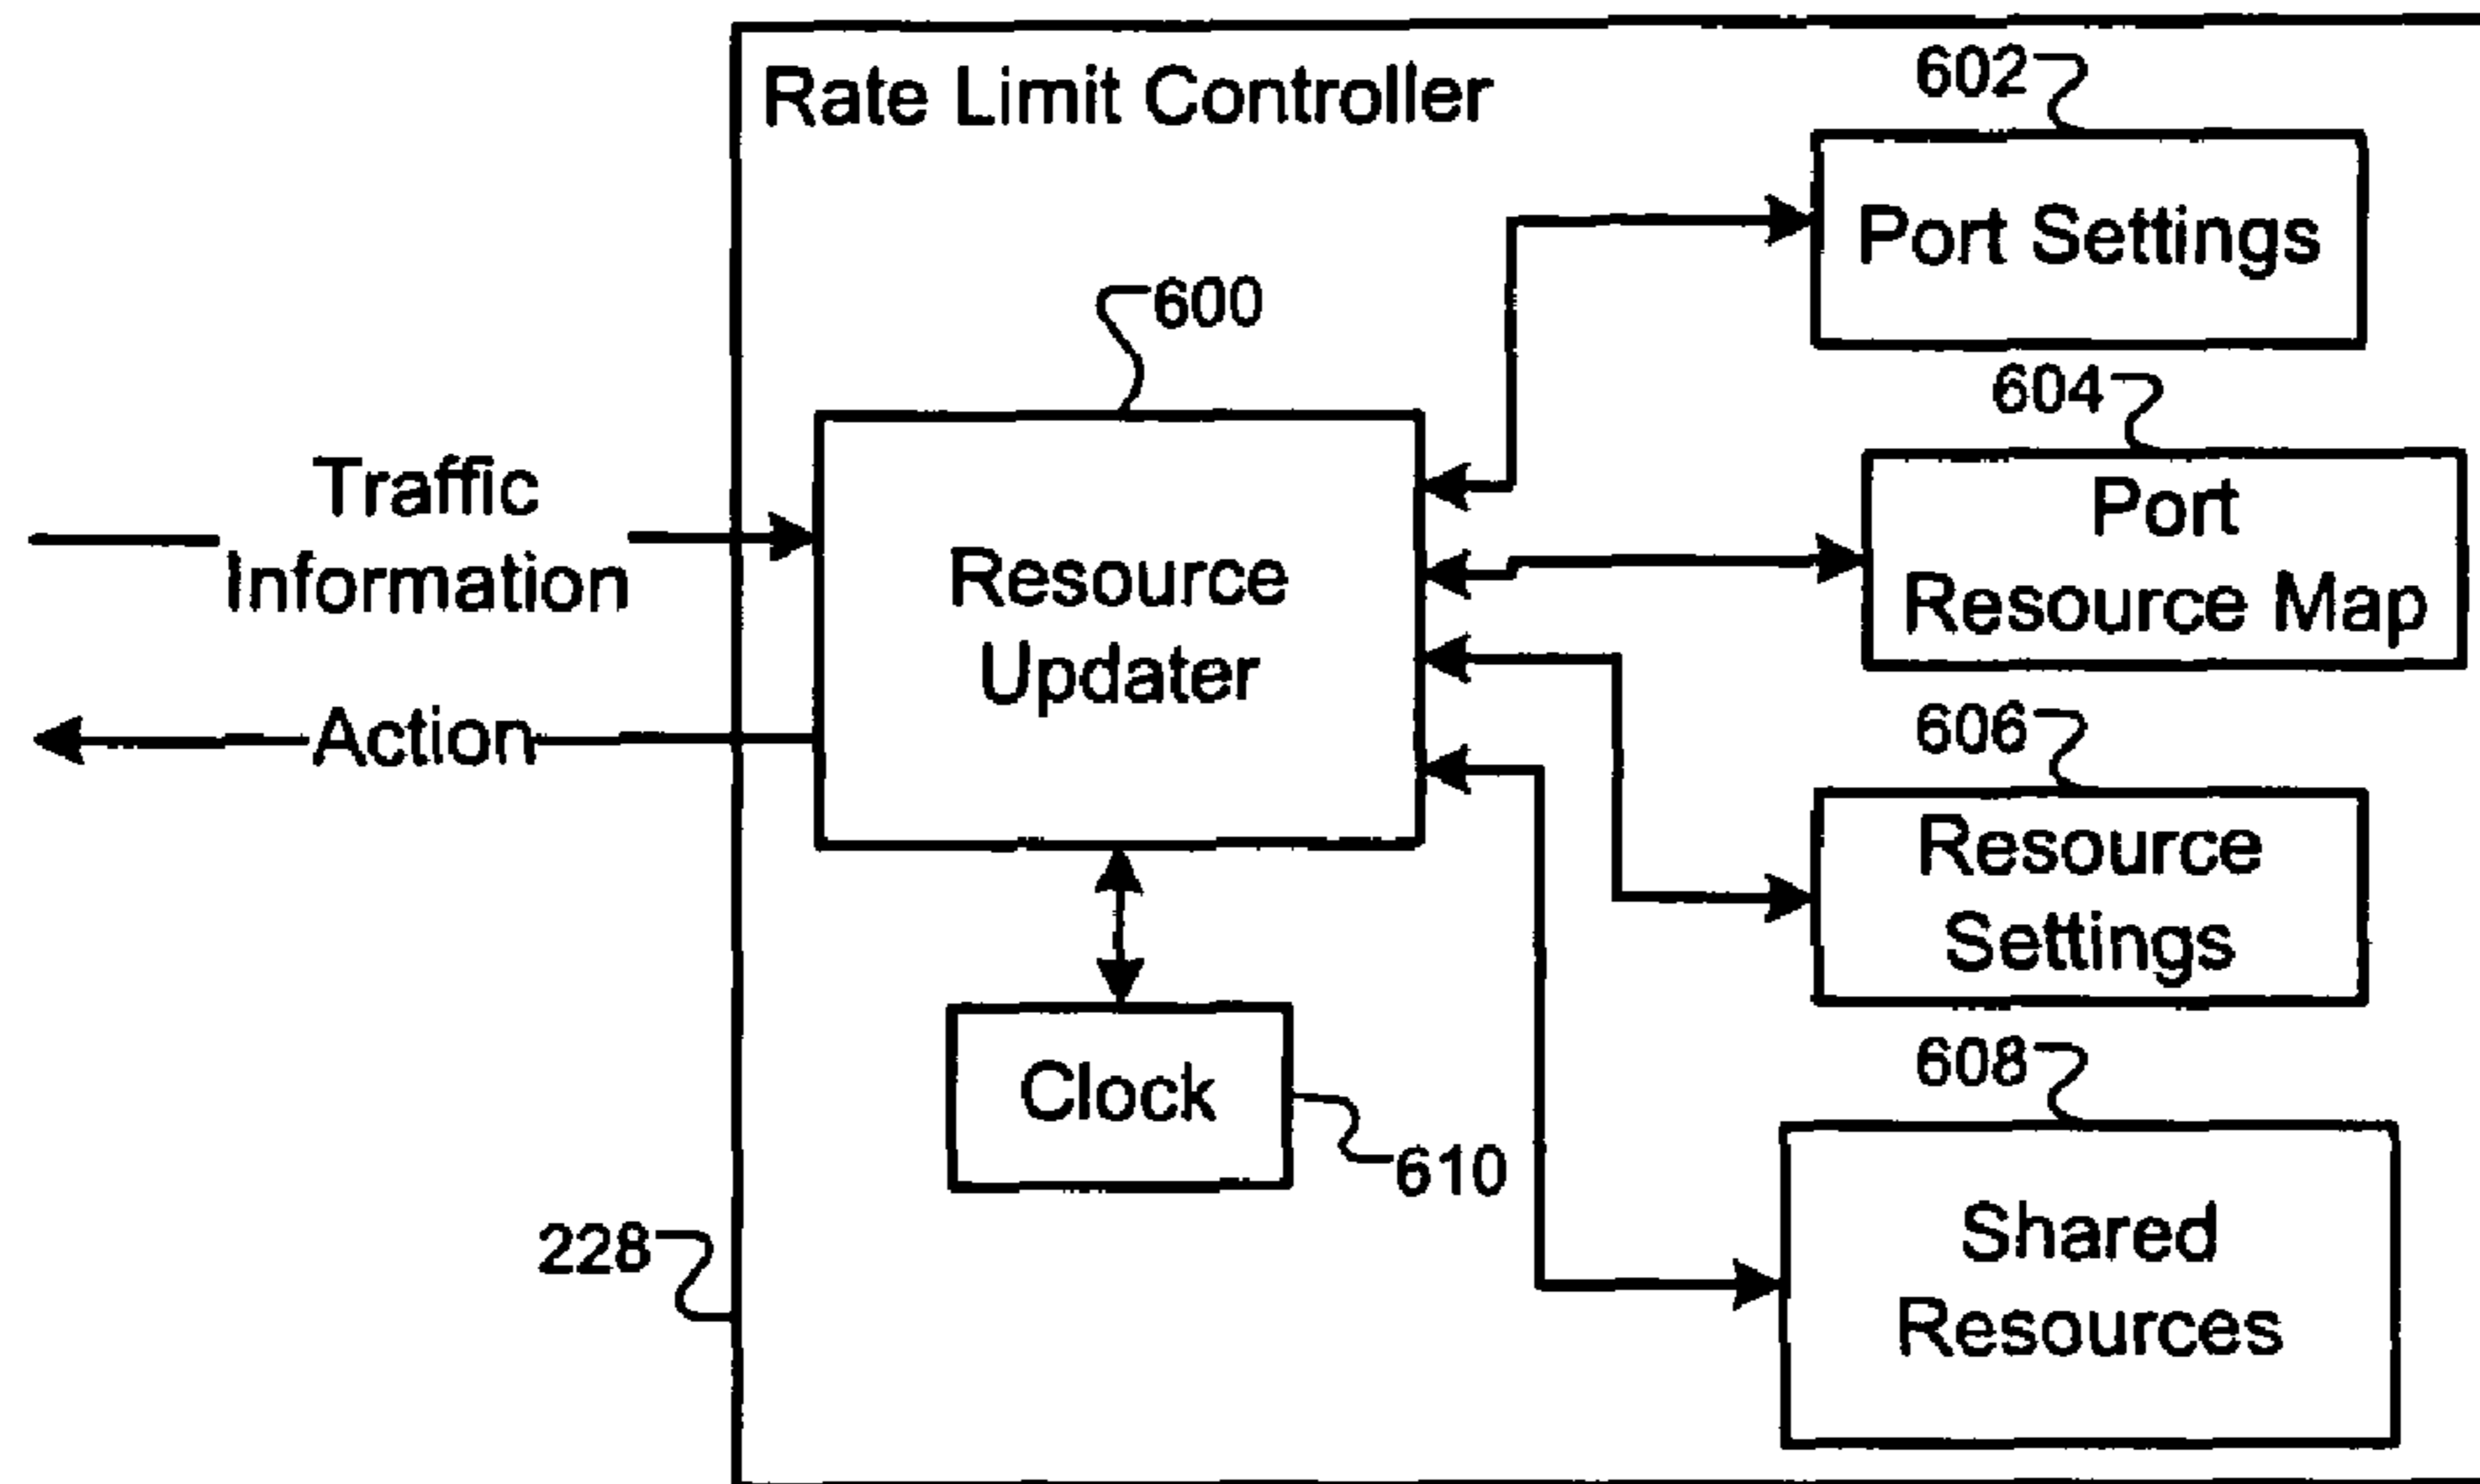 Rate Limit Controller
602
Port Settings
600
604
Port
Resource Map
Traffic
Information
Resource
Updater
Action
606
Resource
Settings
Clock
610
608
Shared
Resources
228